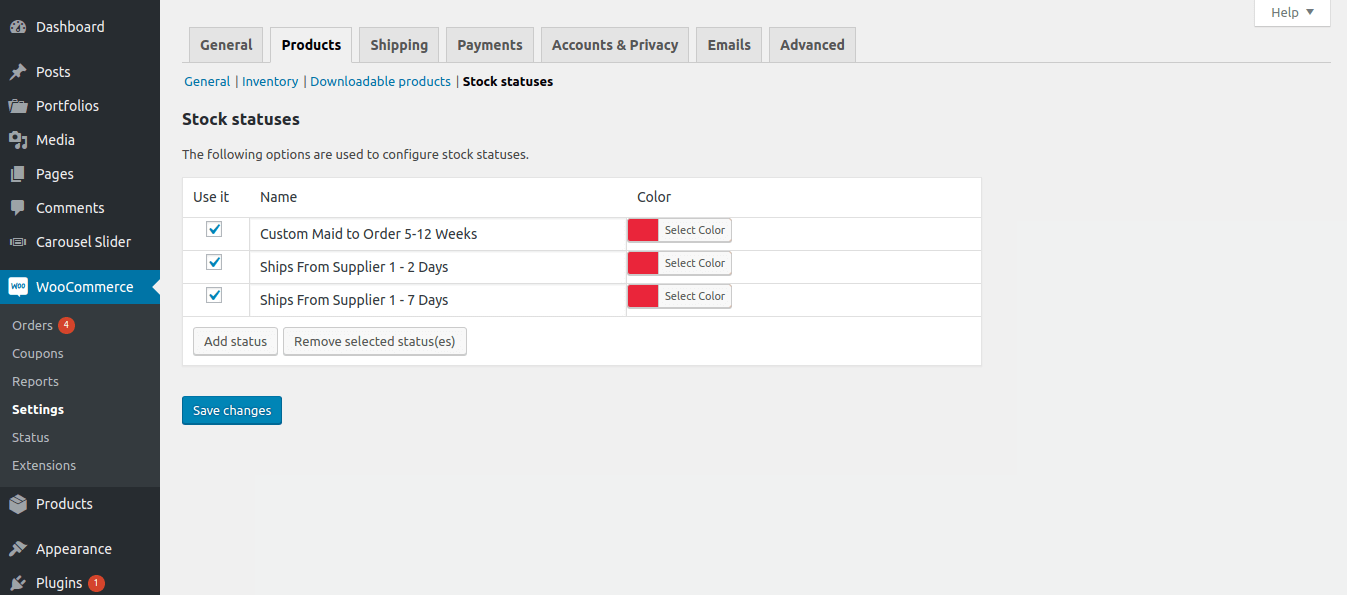 Dashboard
Posts
Portfolios
Media
Pages
Comments
Carousel Slider
WOO WooCommerce
Orders 4
Coupons
Reports
Settings
Status
Extensions
Products
Appearance
Plugins 1
Help
General Products Shipping Payments Accounts & Privacy Emails Advanced
General | Inventory | Downloadable products | Stock statuses
Stock statuses
The following options are used to configure stock statuses.
Use it Name Color
Custom Maid to Order 5-12 Weeks Select Color
Ships From Supplier 1 - 2 Days Select Color
Ships From Supplier 1 - 7 Days Select Color
Add status Remove selected status(es)
Save changes